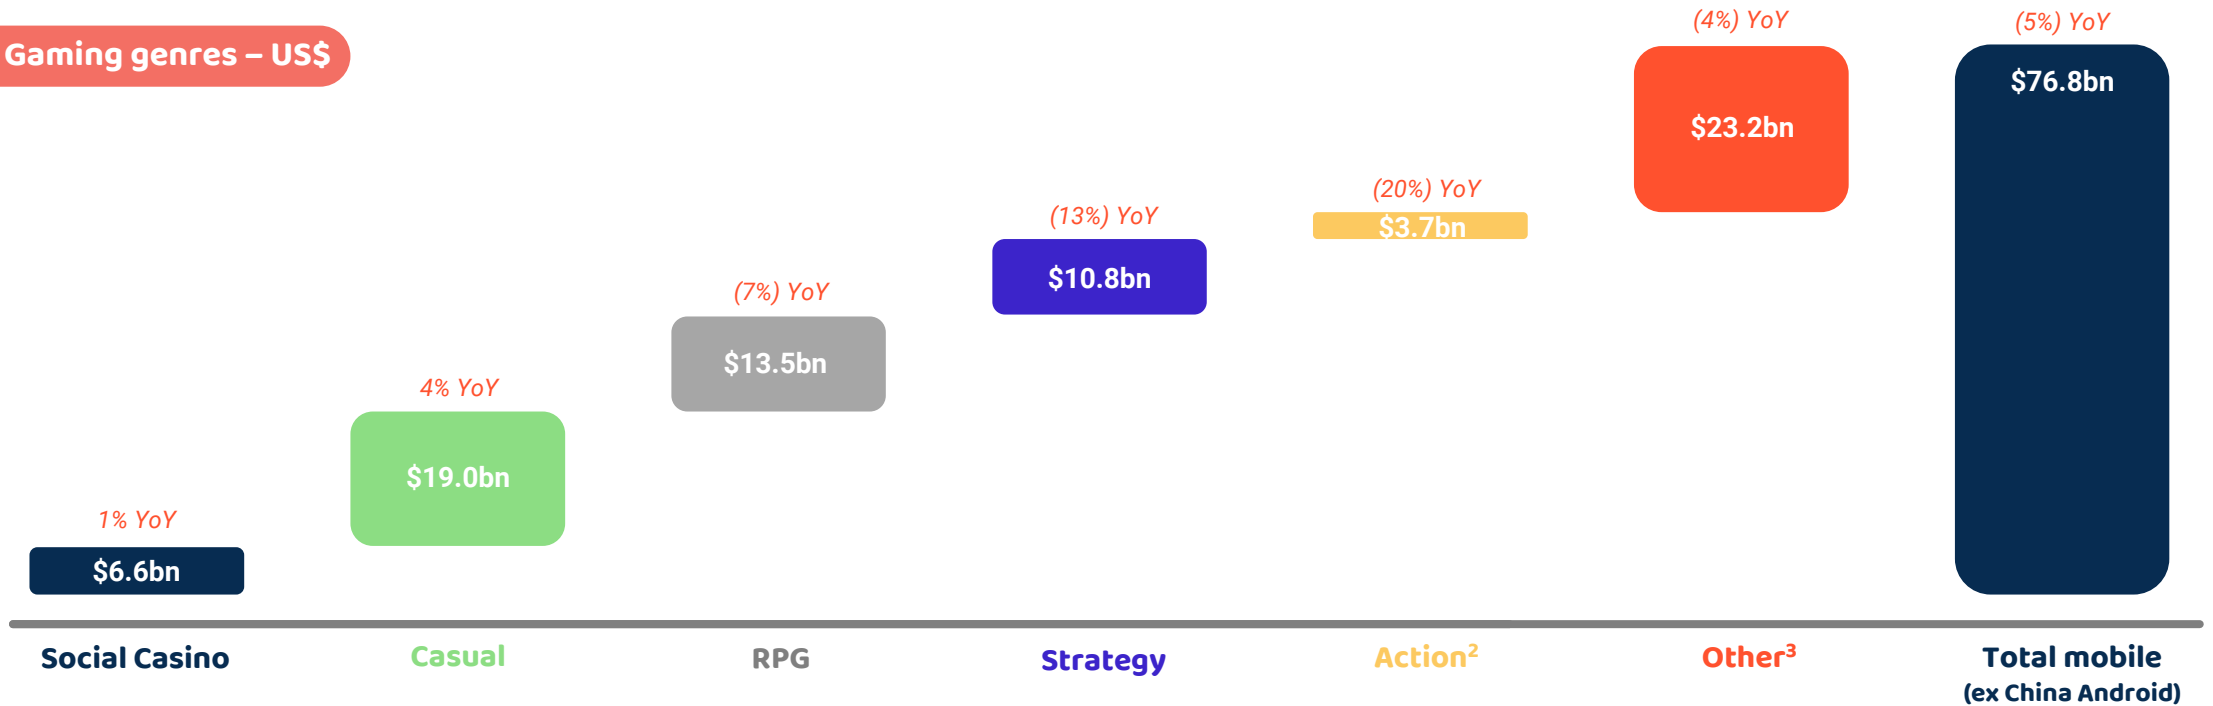 Gaming genres – US$
1% YoY
$6.6bn
Social Casino
4% YoY
$19.0bn
Casual
(7%) YoY
$13.5bn
RPG
(13%) YoY
$10.8bn
Strategy
(20%) YoY
$3.7bn
Action²
(4%) YoY
$23.2bn
Other³
(5%) YoY
$76.8bn
Total mobile
(ex China Android)